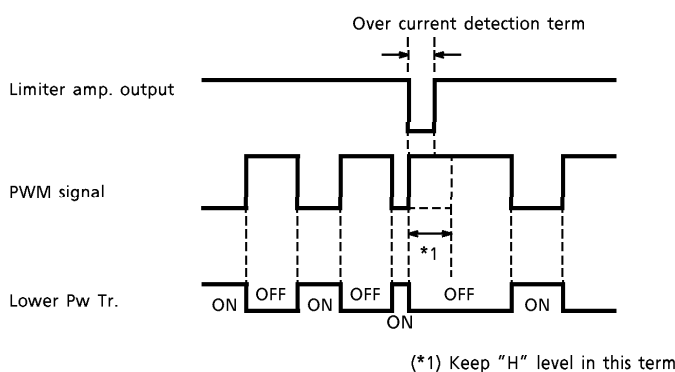 Over current detection term
Limiter amp. output
PWM signal
*1
Lower Pw Tr.
ON OFF ON OFF ON OFF ON
(*1) Keep "H" level in this term